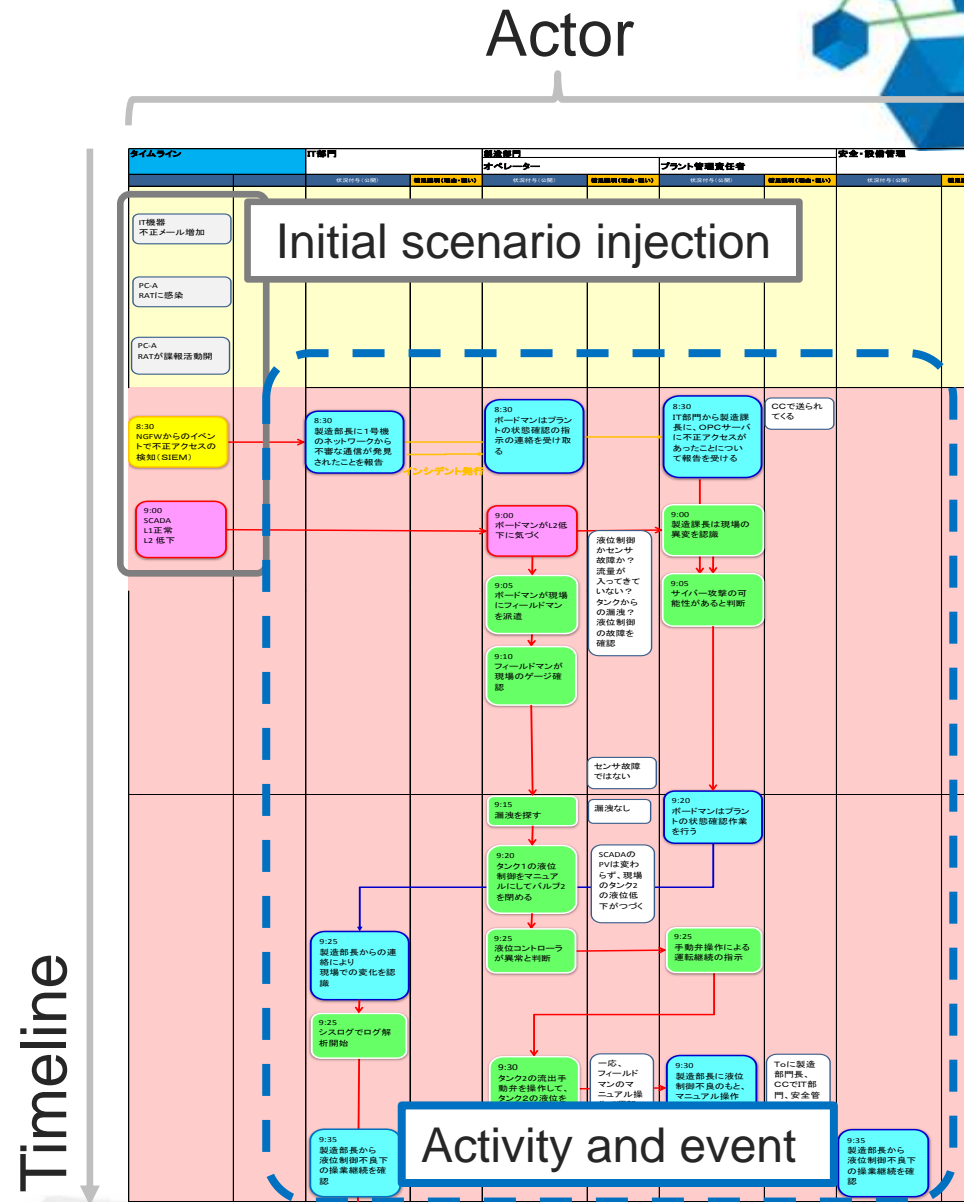 Actor
タイムライン
IT部門
製造部門
安全・設備管理
オペレーター
プラント管理責任者
状況付与(公開)
状況付与(公開)
状況付与(公開)
状況付与(公開)
Initial scenario injection
IT機器
不正メール増加
PC-A
RATに感染
PC-A
RATが諜報活動開
8:30
NGFWからのイベン
トで不正アクセスの
検知(SIEM)
8:30
製造部長に1号機
のネットワークから
不審な通信が発見
されたことを報告
インシデント発行
8:30
ボードマンはプラン
トの状態確認の指
示の連絡を受け取
る
8:30
IT部門から製造課
長に、OPCサーバ
に不正アクセスが
あったことについ
て報告を受ける
CCで送られ
てくる
9:00
SCADA
L1正常
L2 低下
9:00
ボードマンがL2低
下に気づく
液位制御
かセンサ
故障か?
流量が
入ってきて
いない?
タンクから
の漏洩?
液位制御
の故障を
確認
9:00
製造課長は現場の
異変を認識
9:05
ボードマンが現場
にフィールドマン
を派遣
9:05
サイバー攻撃の可
能性があると判断
9:10
フィールドマンが
現場のゲージ確
認
センサ故障
ではない
9:15
漏洩を探す
漏洩なし
9:20
ボードマンはプラン
トの状態確認作業
を行う
9:20
タンク1の液位
制御をマニュア
ルにしてバルブ2
を閉める
SCADAの
PVは変わ
らず、現場
のタンク2
の液位低
下がつづく
9:25
製造部長からの連
絡により
現場での変化を認
識
9:25
液位コントローラ
が異常と判断
9:25
手動弁操作による
運転継続の指示
9:25
シスログでログ解
析開始
9:30
タンク2の流出手
動弁を操作して、
タンク2の液位を
一応、
フィールド
マンのマ
ニュアル操
9:30
製造部長に液位
制御不良のもと、
マニュアル操作
Toに製造
部門長、
CCでIT部
門、安全管
9:35
製造部長から
液位制御不良下
の操業継続を確
認
Activity and event
9:35
製造部長から
液位制御不良下
の操業継続を確
認
Timeline